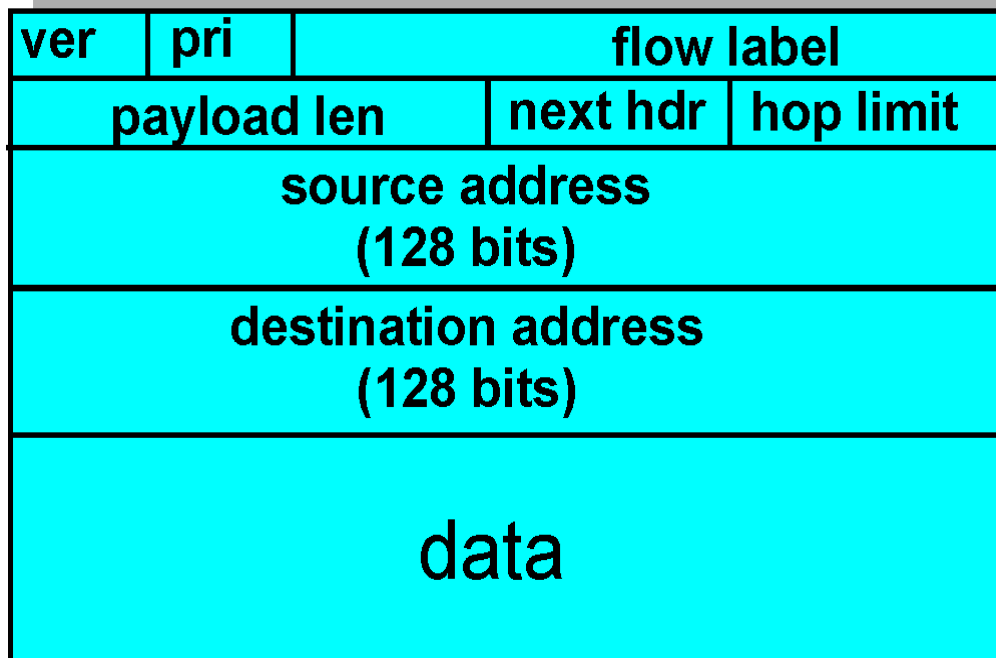 ver pri flow label
payload len next hdr hop limit
source address
(128 bits)
destination address
(128 bits)
data